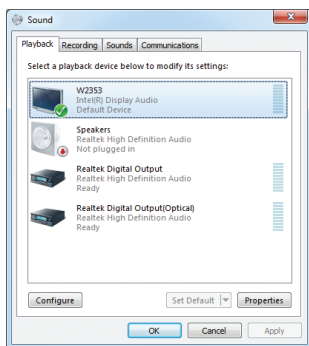 Sound
Playback Recording Sounds Communications
Select a playback device below to modify its settings:
W2353
Intel(R) Display Audio
Default Device
Speakers
Realtek High Definition Audio
Not plugged in
Realtek Digital Output
Realtek High Definition Audio
Ready
Realtek Digital Output(Optical)
Realtek High Definition Audio
Ready
Configure Set Default Properties
OK Cancel Apply